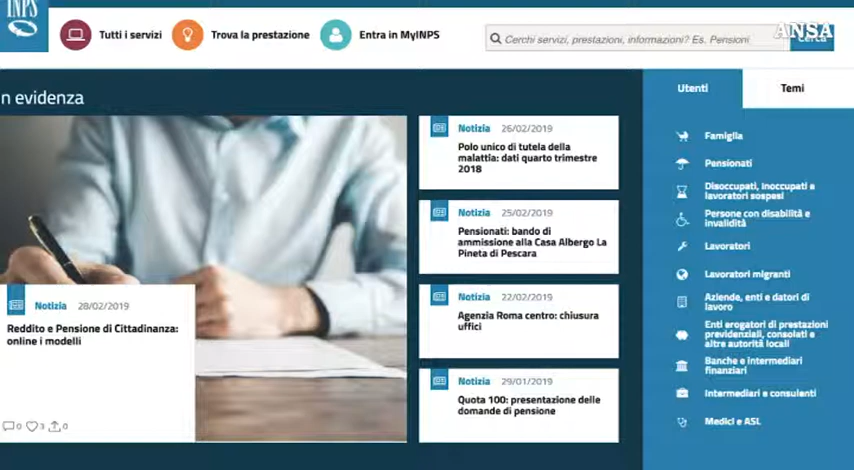 INPS
Tutti i servizi
Trova la prestazione
Entra in MyINPS
Cerchi servizi, prestazioni, informazioni? Es. Pensioni
Cerca
ANSA
n evidenza
Notizia 28/02/2019
Reddito e Pensione di Cittadinanza:
online i modelli
0 3 0
Notizia 26/02/2019
Polo unico di tutela della
malattia: dati quarto trimestre
2018
Notizia 25/02/2019
Pensionati: bando di
ammissione alla Casa Albergo La
Pineta di Pescara
Notizia 22/02/2019
Agenzia Roma centro: chiusura
uffici
Notizia 29/01/2019
Quota 100: presentazione delle
domande di pensione
Utenti
Temi
Famiglia
Pensionati
Disoccupati, inoccupati e
lavoratori sospesi
Persone con disabilità e
invalidità
Lavoratori
Lavoratori migranti
Aziende, enti e datori di
lavoro
Enti erogatori di prestazioni
previdenziali, consolati e
altre autorità locali
Banche e intermediari
finanziari
Intermediari e consulenti
Medici e ASL